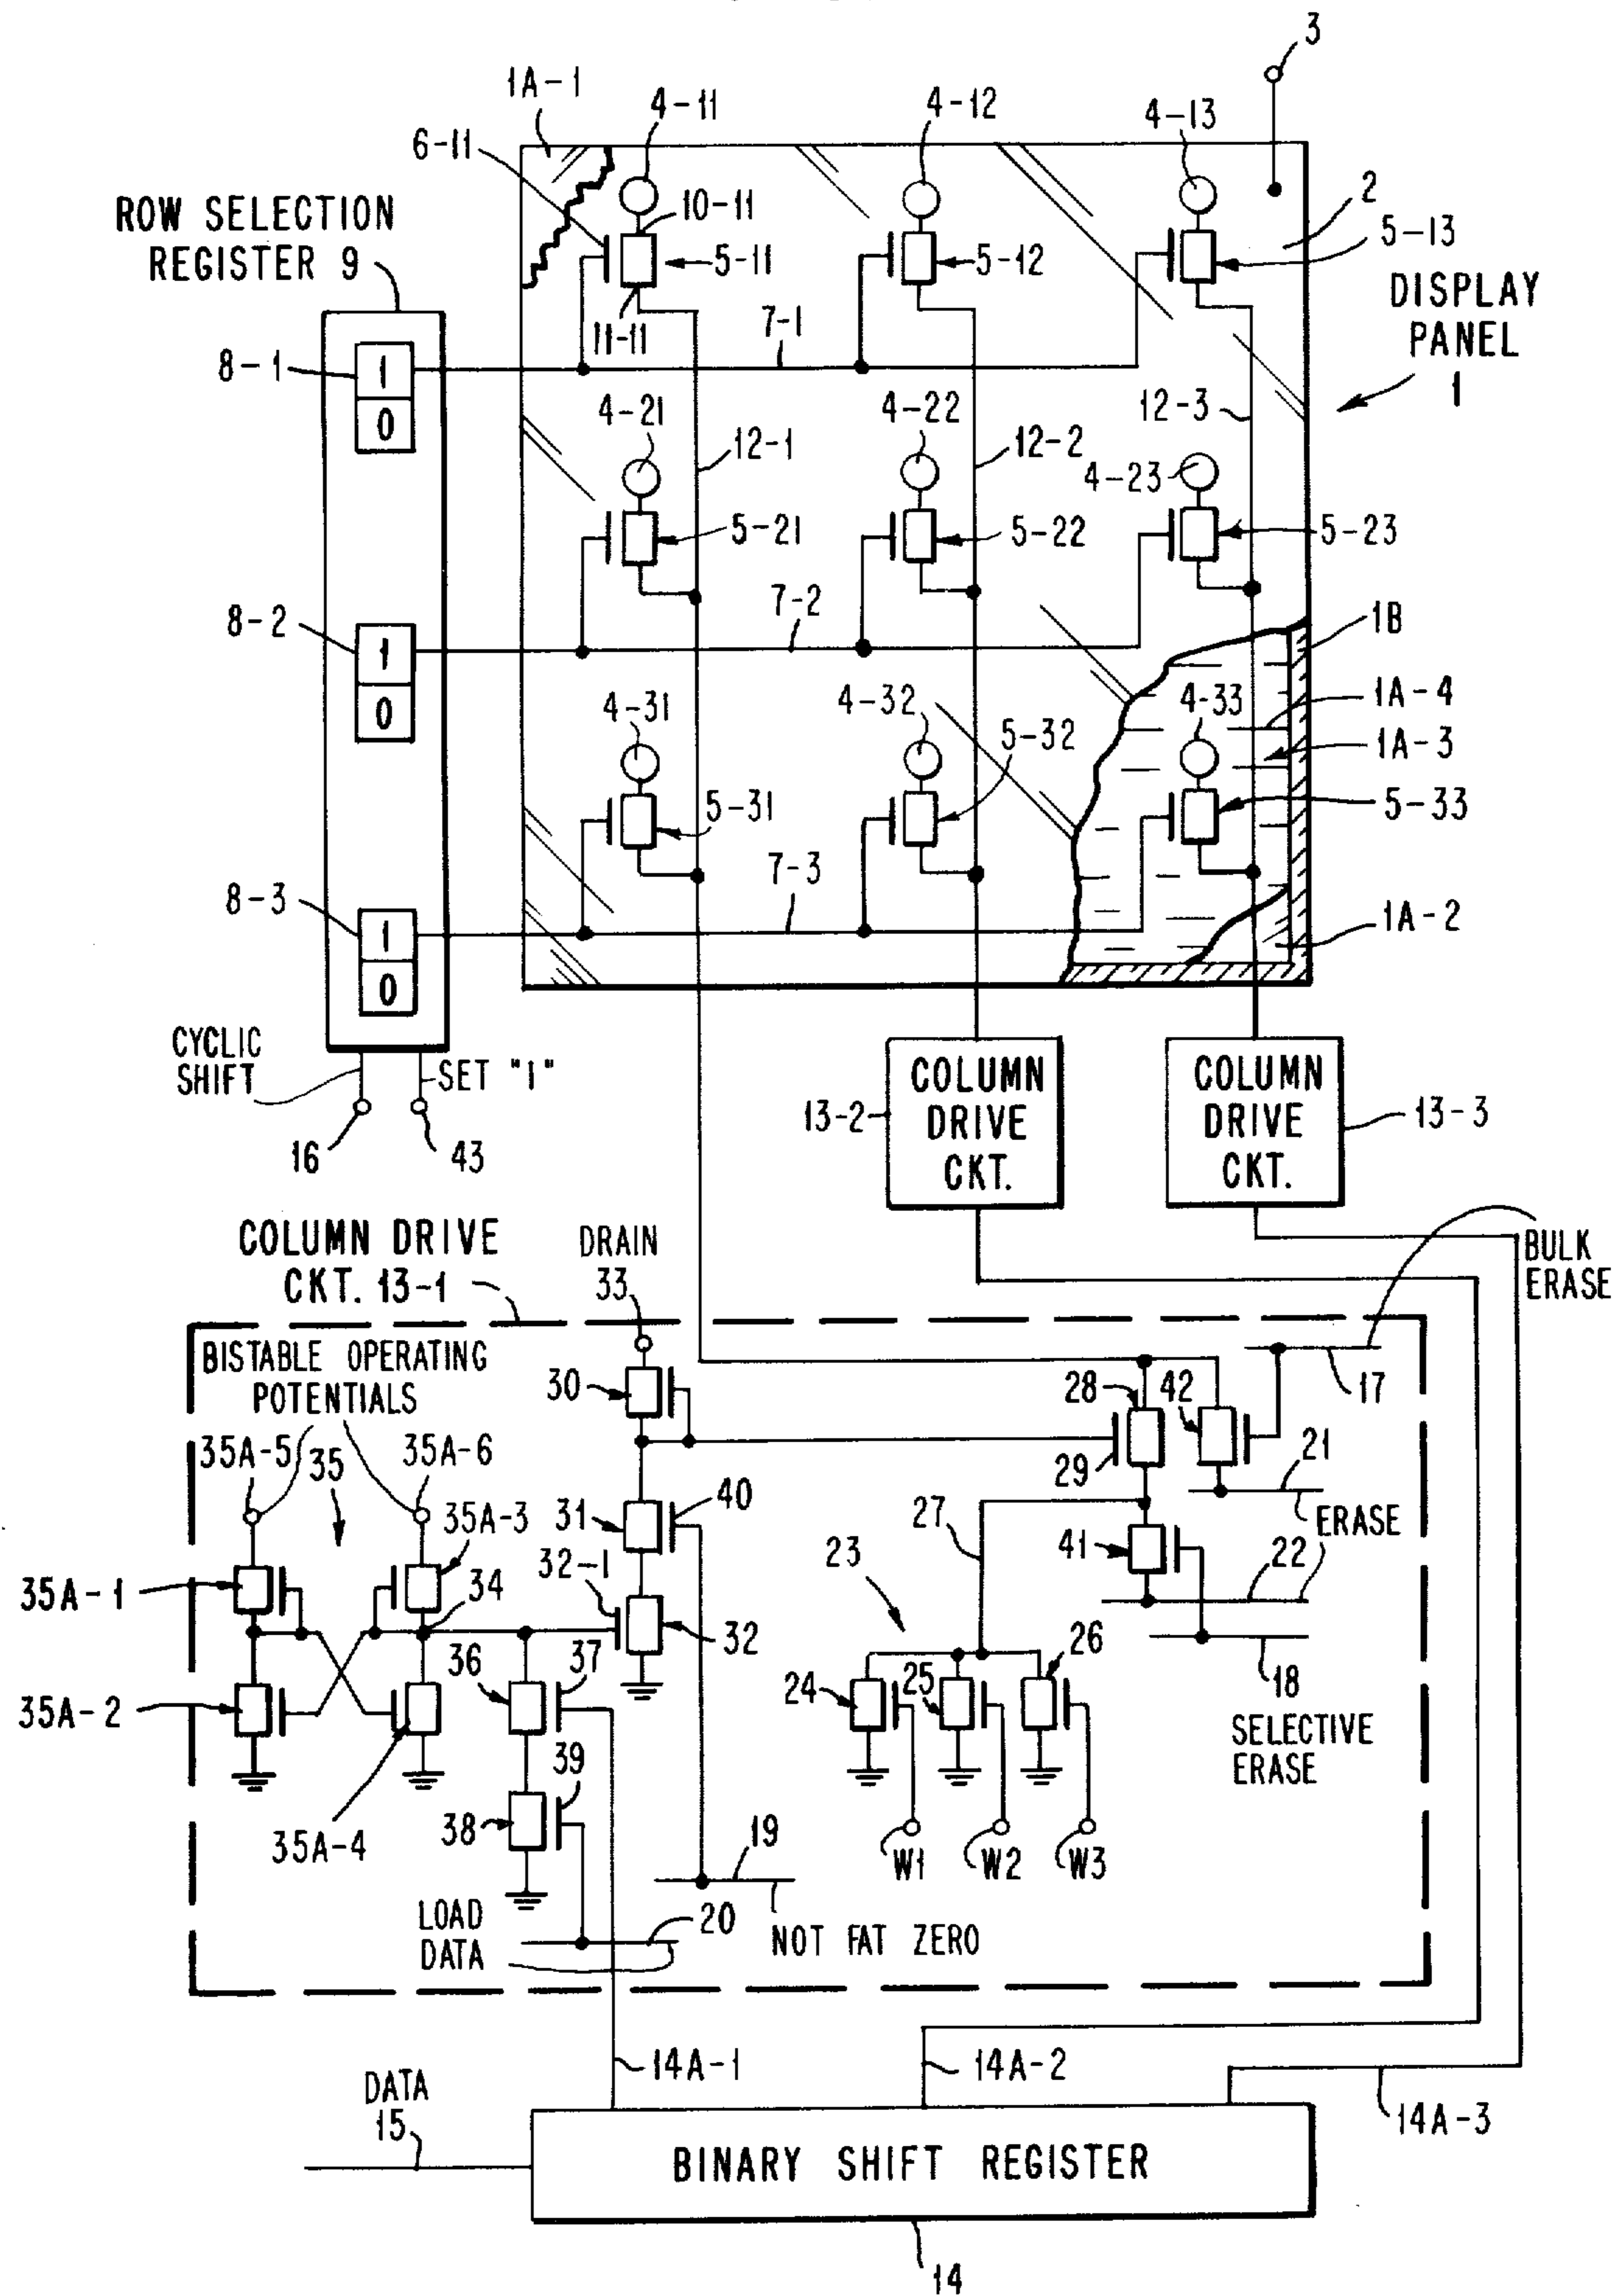 3
1A-1
4-11
4-12
4-13
6-11
ROW SELECTION
REGISTER 9
10-11
2
5-11
5-12
5-13
DISPLAY
PANEL
1
11-11
7-1
8-1
1
0
4-21
4-22
12-3
12-1
12-2
4-23
5-21
5-22
5-23
7-2
1B
8-2
1
0
4-31
4-32
4-33
1A-4
5-32
1A-3
5-31
5-33
7-3
8-3
1
0
1A-2
CYCLIC
SHIFT
SET "1"
16
43
COLUMN
DRIVE
CKT.
13-2
COLUMN
DRIVE
CKT.
13-3
COLUMN DRIVE
CKT. 13-1
DRAIN
33
BULK
ERASE
BISTABLE OPERATING
POTENTIALS
30
28
42
17
35A-5
35
35A-6
29
21
35A-3
31
40
27
ERASE
41
22
23
32-1
35A-1
34
32
26
36
37
24
25
18
35A-2
SELECTIVE
ERASE
39
38
35A-4
19
W1
W2
W3
LOAD
DATA
20
NOT FAT ZERO
14A-1
14A-2
DATA
15
14A-3
BINARY SHIFT REGISTER
14